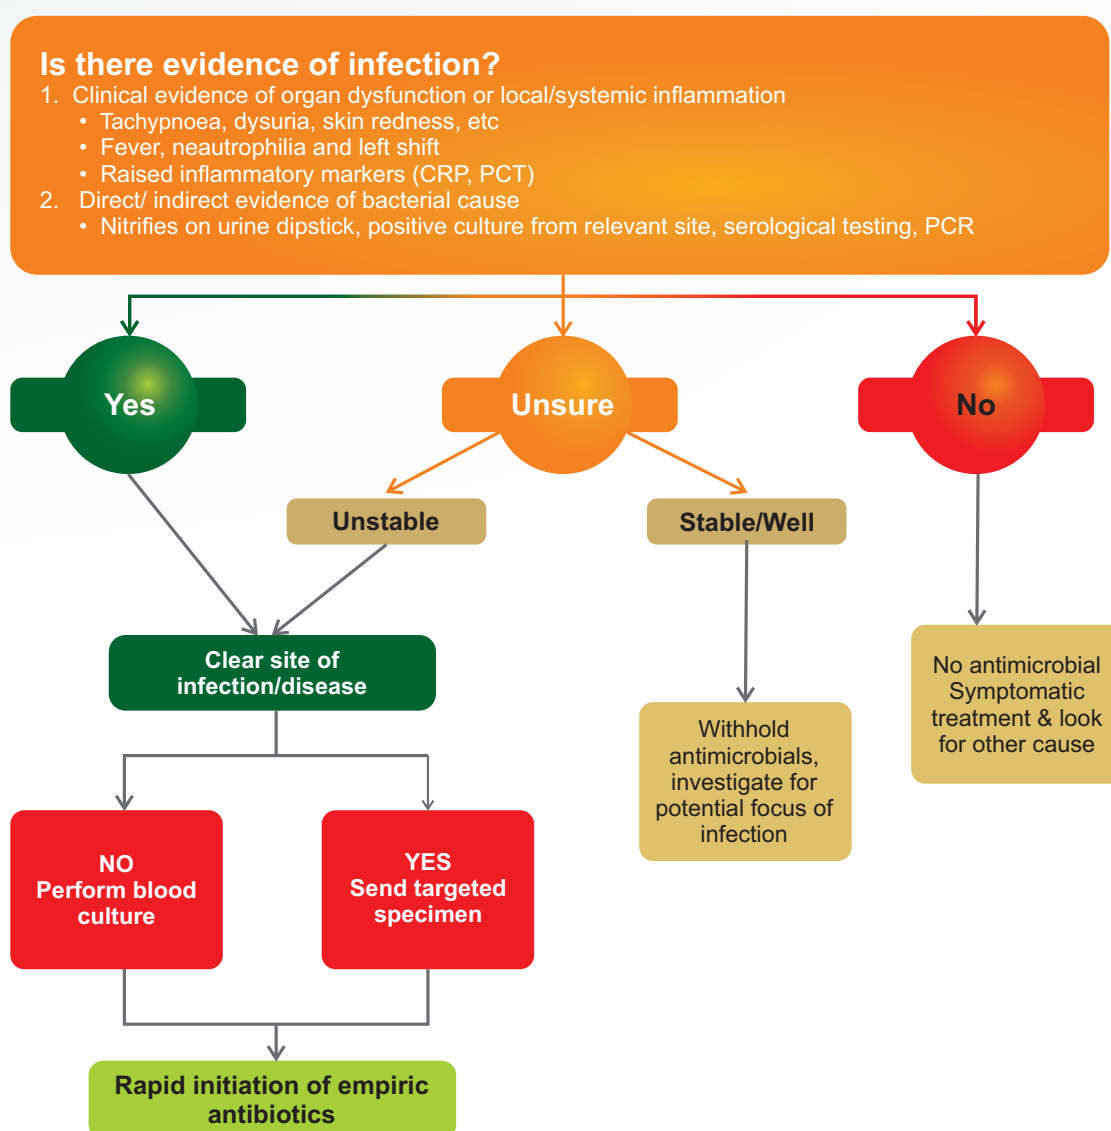 Is there evidence of infection?
1. Clinical evidence of organ dysfunction or local/systemic inflammation
• Tachypnoea, dysuria, skin redness, etc
• Fever, neautrophilia and left shift
• Raised inflammatory markers (CRP, PCT)
2. Direct/ indirect evidence of bacterial cause
• Nitrifies on urine dipstick, positive culture from relevant site, serological testing, PCR
Yes
Unsure
No
Unstable
Stable/Well
Clear site of
infection/disease
No antimicrobial
Symptomatic
treatment & look
for other cause
Withhold
antimicrobials,
investigate for
potential focus of
infection
NO
Perform blood
culture
YES
Send targeted
specimen
Rapid initiation of empiric
antibiotics